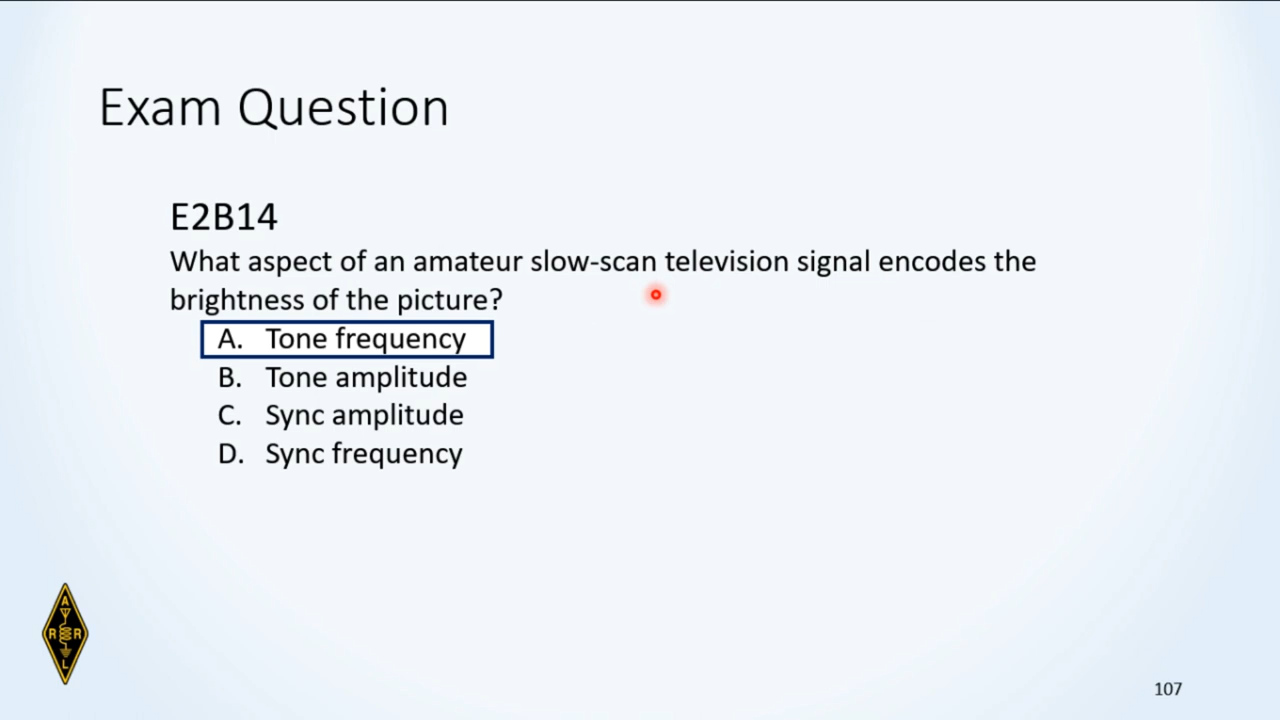 Exam Question
E2B14
What aspect of an amateur slow-scan television signal encodes the
brightness of the picture?
A. Tone frequency
B. Tone amplitude
C. Sync amplitude
D. Sync frequency
A
R R
L
107